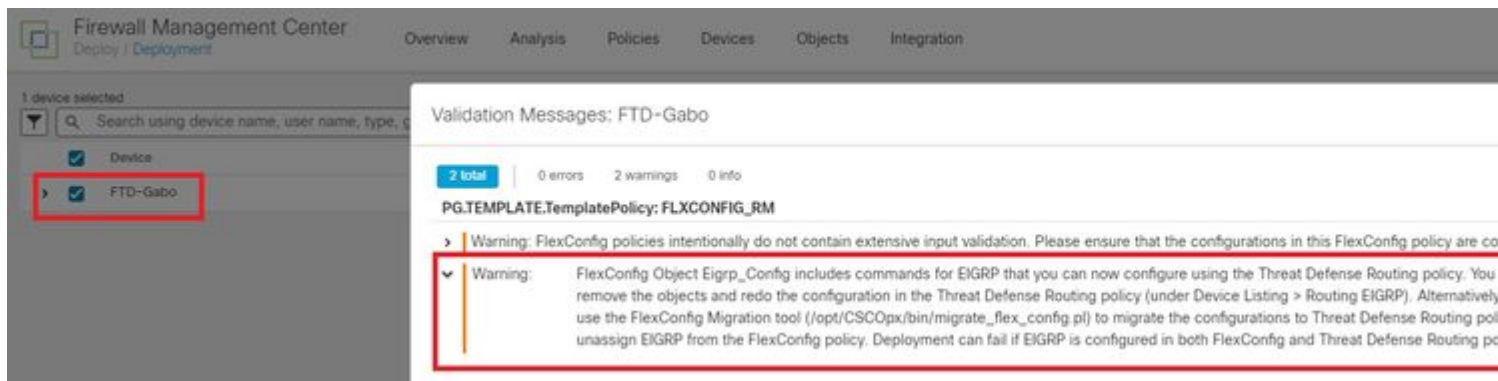 Firewall Management Center
Deploy / Deployment
Overview Analysis Policies Devices Objects Integration
1 device selected
Search using device name, user name, type, g
Device
FTD-Gabo
Validation Messages: FTD-Gabo
2 total 0 errors 2 warnings 0 info
PG.TEMPLATE.TemplatePolicy: FLXCONFIG_RM
Warning: FlexConfig policies intentionally do not contain extensive input validation. Please ensure that the configurations in this FlexConfig policy are co
Warning: FlexConfig Object Eigrp_Config includes commands for EIGRP that you can now configure using the Threat Defense Routing policy. You
remove the objects and redo the configuration in the Threat Defense Routing policy (under Device Listing > Routing EIGRP). Alternatively
use the FlexConfig Migration tool (/opt/CSCOpx/bin/migrate_flex_config.pl) to migrate the configurations to Threat Defense Routing pol
unassign EIGRP from the FlexConfig policy. Deployment can fail if EIGRP is configured in both FlexConfig and Threat Defense Routing po